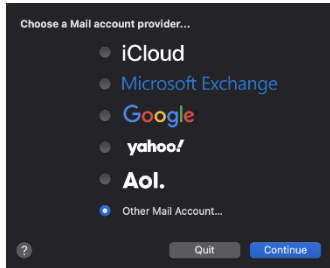 Choose a Mail account provider...
iCloud
Microsoft Exchange
Google
yahoo!
Aol.
Other Mail Account...
? Quit Continue